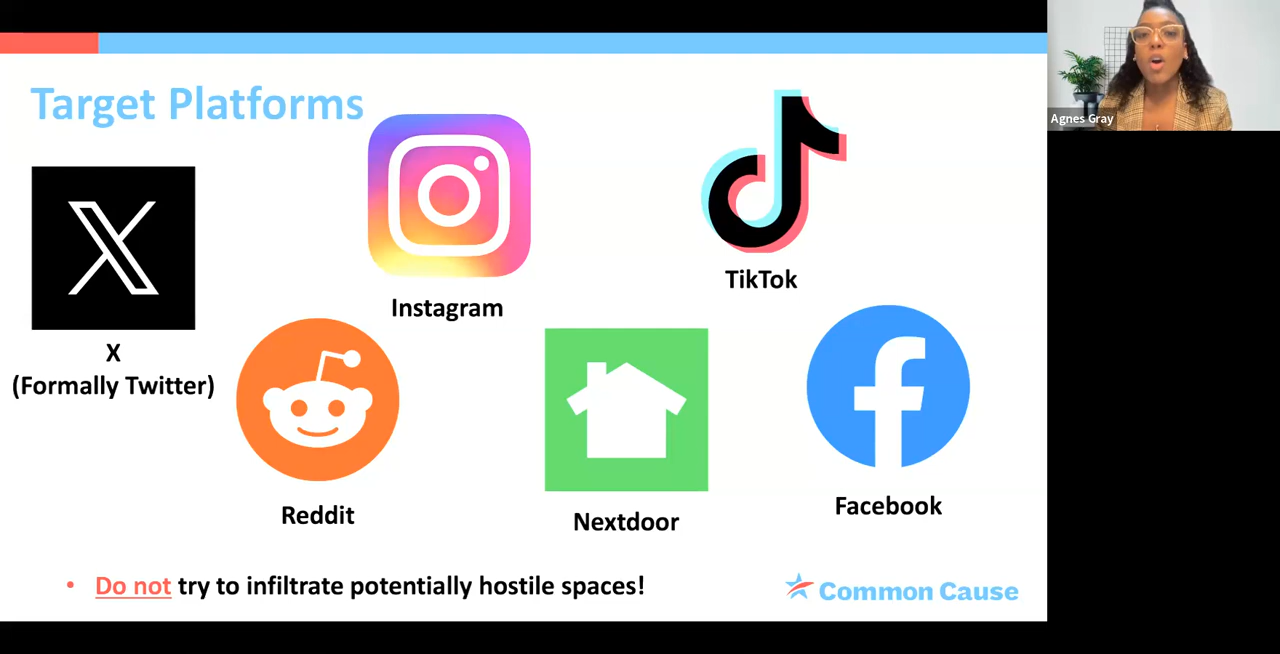 Target Platforms
Agnes Gray
X
(Formally Twitter)
Instagram
TikTok
Reddit
Nextdoor
Facebook
• Do not try to infiltrate potentially hostile spaces!
Common Cause